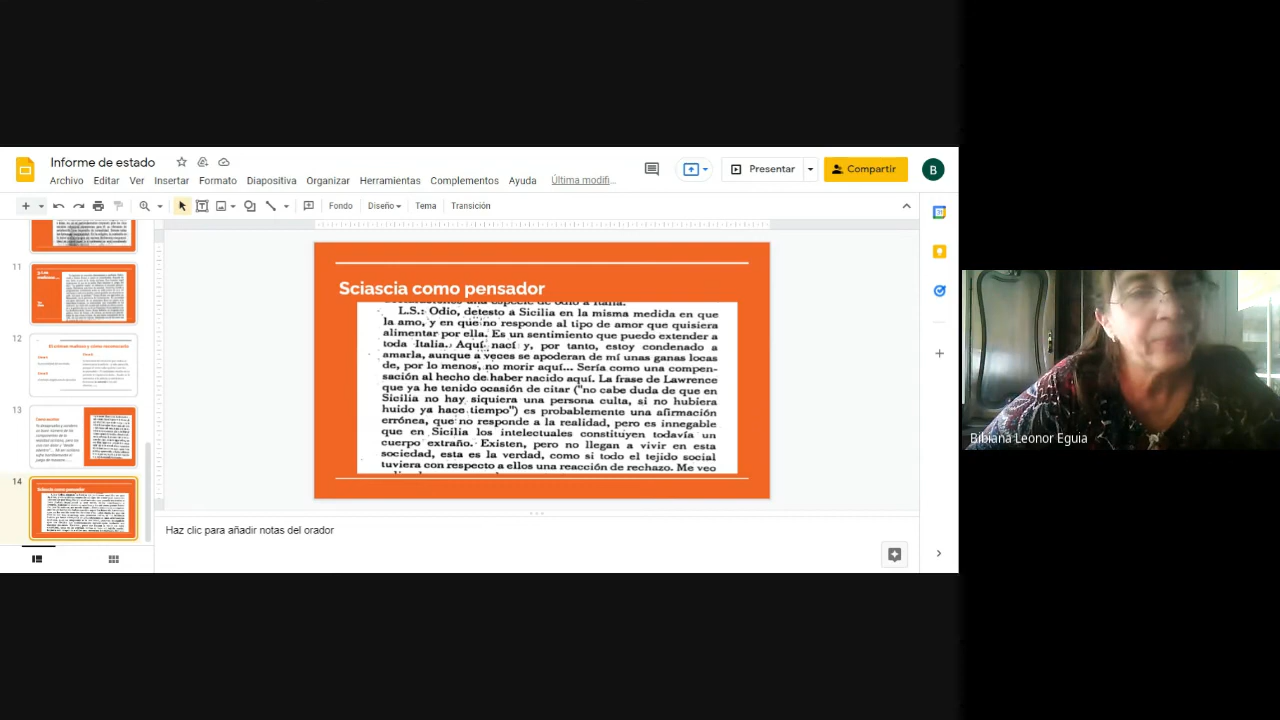 Informe de estado
Archivo Editar Ver Insertar Formato Diapositiva Organizar Herramientas Complementos Ayuda Última modifi...
Presentar
Compartir
B
Fondo Diseño Tema Transición
11
12
El crimen mafioso y cómo reconocerlo
13
14
Sciascia como pensador
Sciascia como pensador
L.S.: Odio, detesto a Sicilia en la misma medida en que
la amo, y en que no responde al tipo de amor que quisiera
alimentar por ella. Es un sentimiento que puedo extender a
toda Italia. Aquí nací y, por tanto, estoy condenado a
amarla, aunque a veces se apoderan de mí unas ganas locas
de, por lo menos, no morir aquí... Sería como una compen-
sación al hecho de haber nacido aquí. La frase de Lawrence
que ya he tenido ocasión de citar ("no cabe duda de que en
Sicilia no hay siquiera una persona culta, si no hubiera
huido ya hace tiempo") es probablemente una afirmación
errónea, que no responde a la realidad, pero es innegable
que en Sicilia los intelectuales constituyen todavía un
cuerpo extraño. Existen, pero no llegan a vivir en esta
sociedad, esta es la verdad, como si todo el tejido social
tuviera con respecto a ellos una reacción de rechazo. Me veo
Haz clic para añadir notas del orador
Bibiana Leonor Eguia